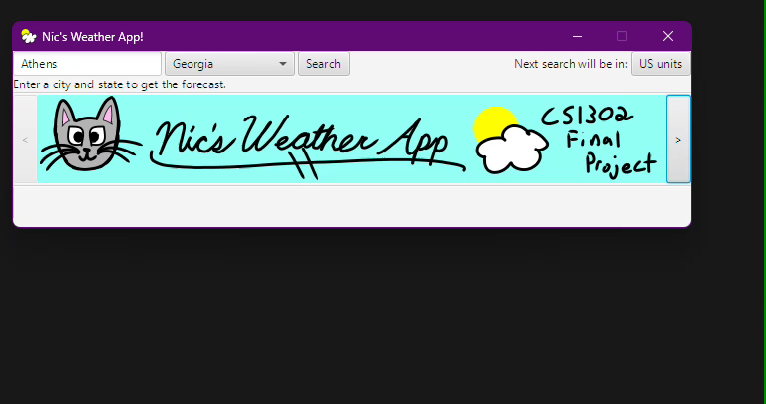 Nic's Weather App!
Athens Georgia Search Next search will be in: US units
Enter a city and state to get the forecast.
< Nic's Weather App >
CS1302
Final
Project